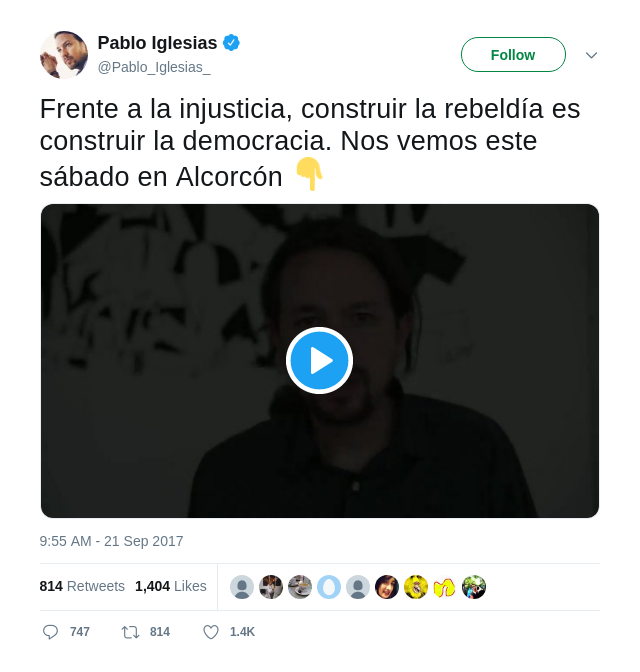 Pablo Iglesias
@Pablo_Iglesias_
Follow
Frente a la injusticia, construir la rebeldía es
construir la democracia. Nos vemos este
sábado en Alcorcón 👇
9:55 AM - 21 Sep 2017
814 Retweets 1,404 Likes
747 814 1.4K